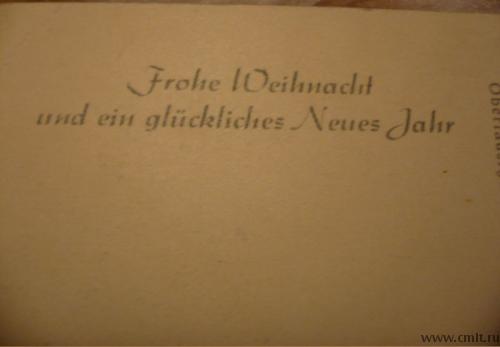 Frohe Weihnacht
und ein glückliches Neues Jahr
www.cmlt.ru